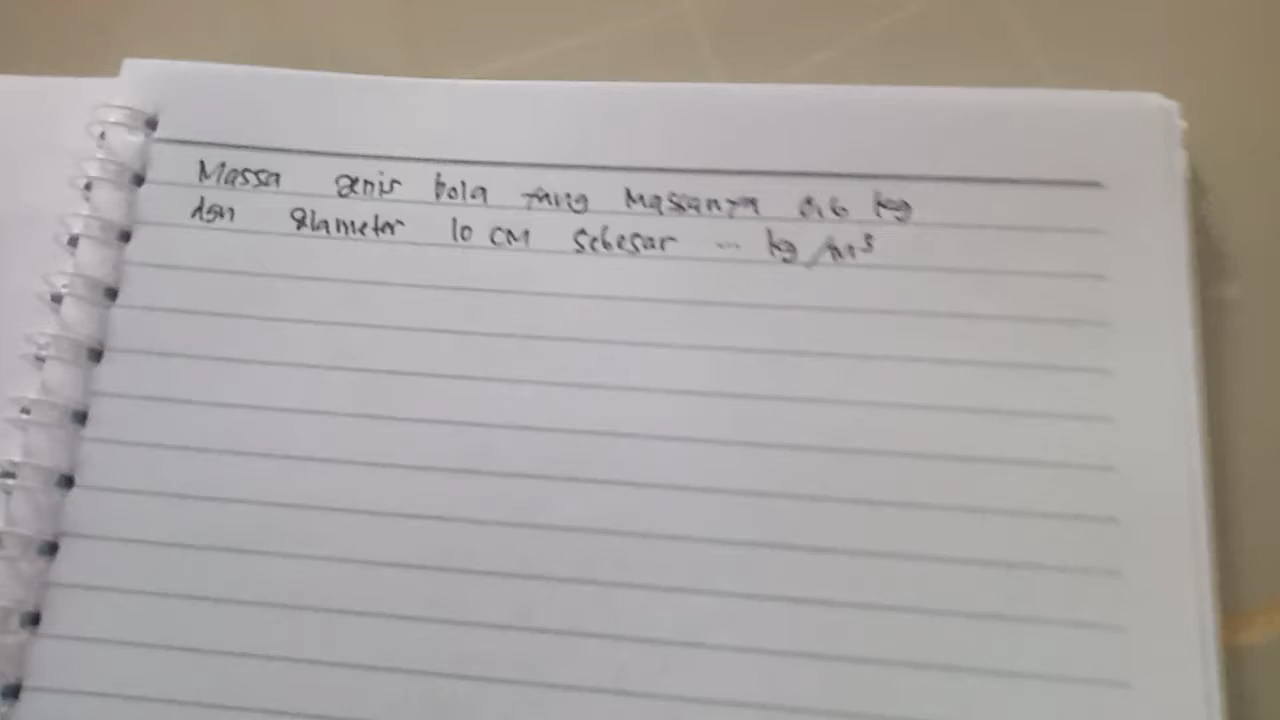 Massa jenis bola yang Massanya 0,6 kg
dan diameter 10 cm sebesar ... kg/m³